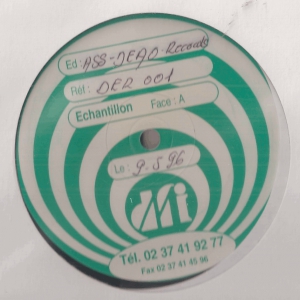 Ed: ASS-DEAD Records
Réf: DER 001
Echantillon Face: A
Le: 9.5.96
Mi
Tél. 02 37 41 92 77
Fax 02 37 41 45 96